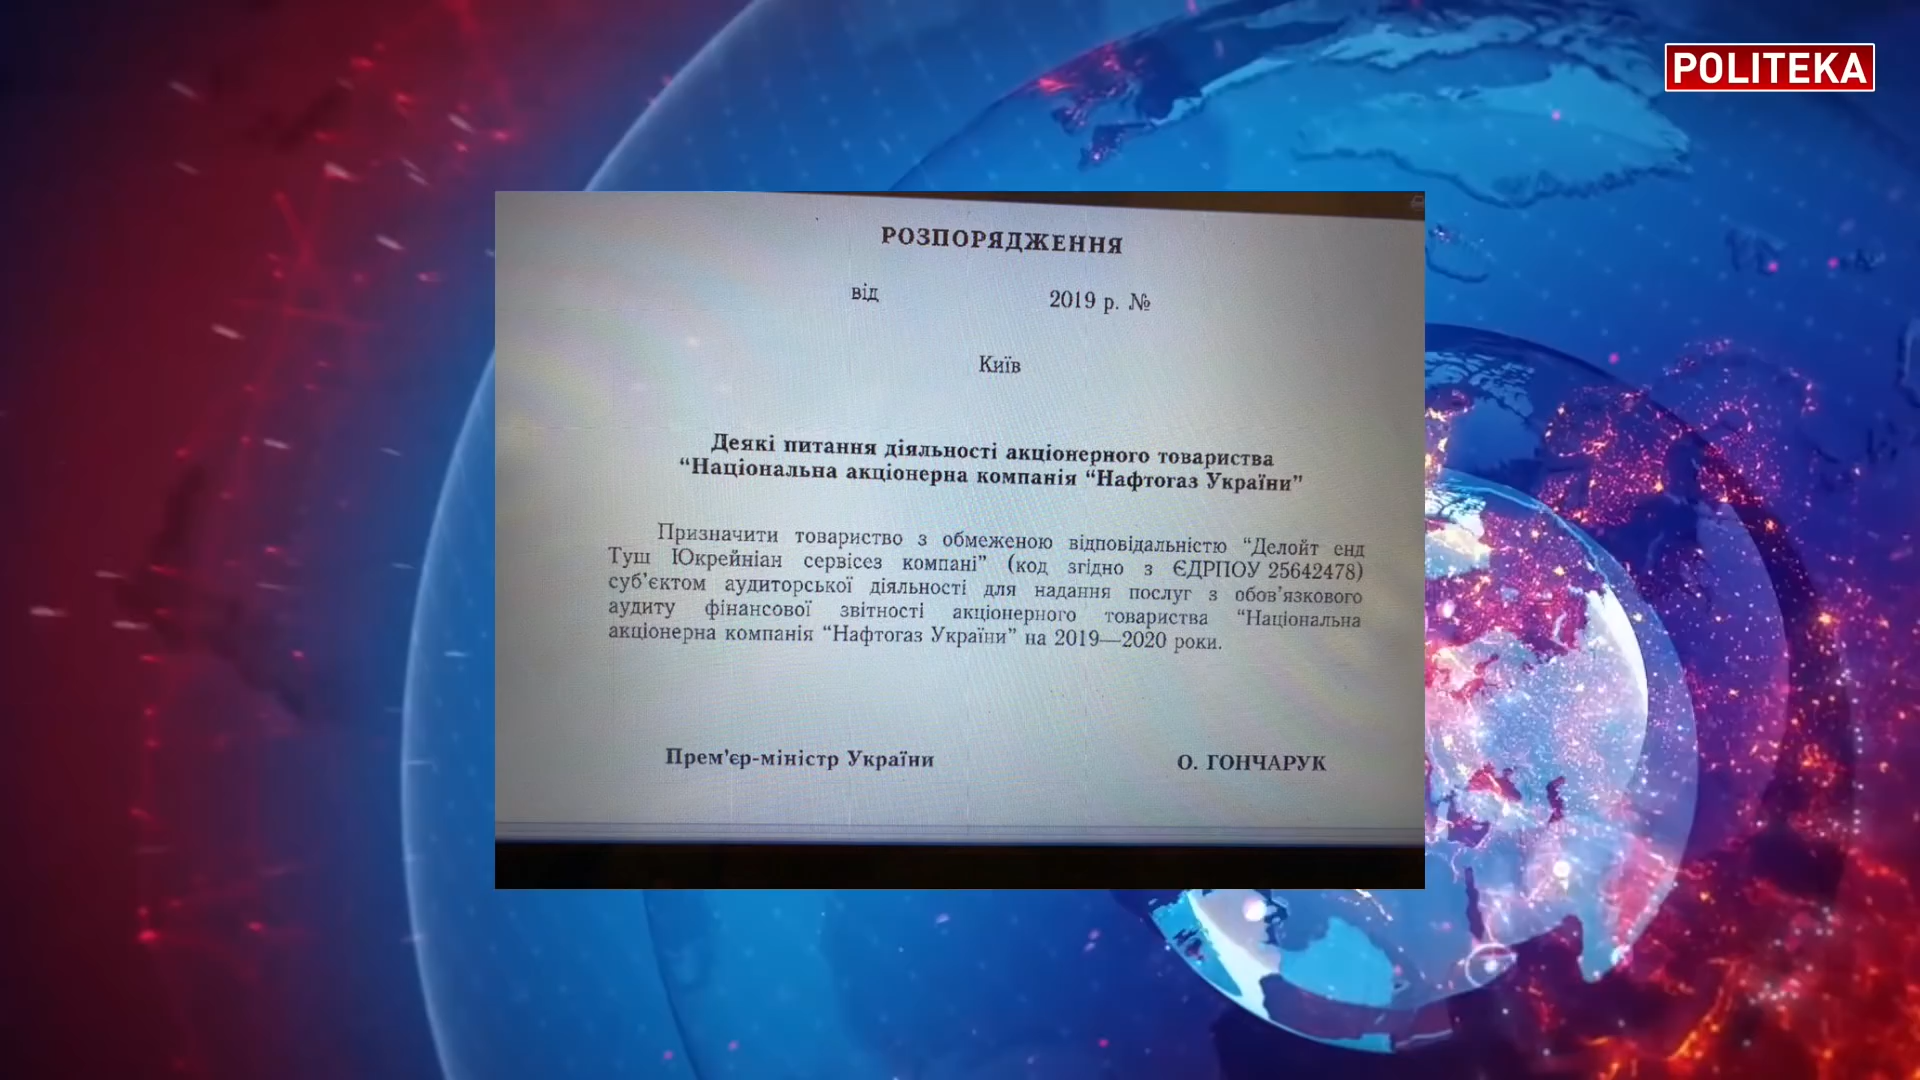 POLITEKA
РОЗПОРЯДЖЕННЯ
від 2019 р. №
Київ
Деякі питання діяльності акціонерного товариства
“Національна акціонерна компанія “Нафтогаз України”
Призначити товариство з обмеженою відповідальністю “Делойт енд
Туш Юкрейніан сервісез компані” (код згідно з ЄДРПОУ 25642478)
суб’єктом аудиторської діяльності для надання послуг з обов’язкового
аудиту фінансової звітності акціонерного товариства “Національна
акціонерна компанія “Нафтогаз України” на 2019—2020 роки.
Прем’єр-міністр України О. ГОНЧАРУК